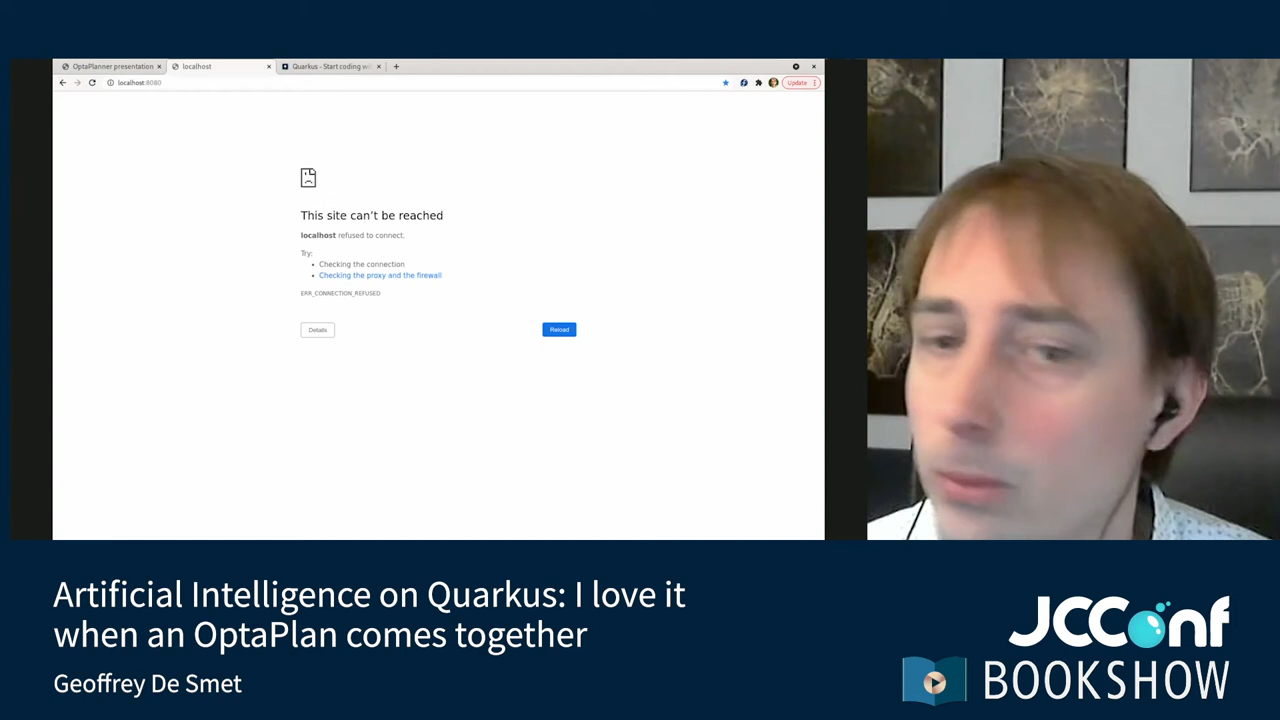 OptaPlanner presentation
localhost
Quarkus - Start coding wi
localhost:8080
Update
This site can’t be reached
localhost refused to connect.
Try:
• Checking the connection
• Checking the proxy and the firewall
ERR_CONNECTION_REFUSED
Details
Reload
Artificial Intelligence on Quarkus: I love it
when an OptaPlan comes together
Geoffrey De Smet
JCConf
BOOKSHOW